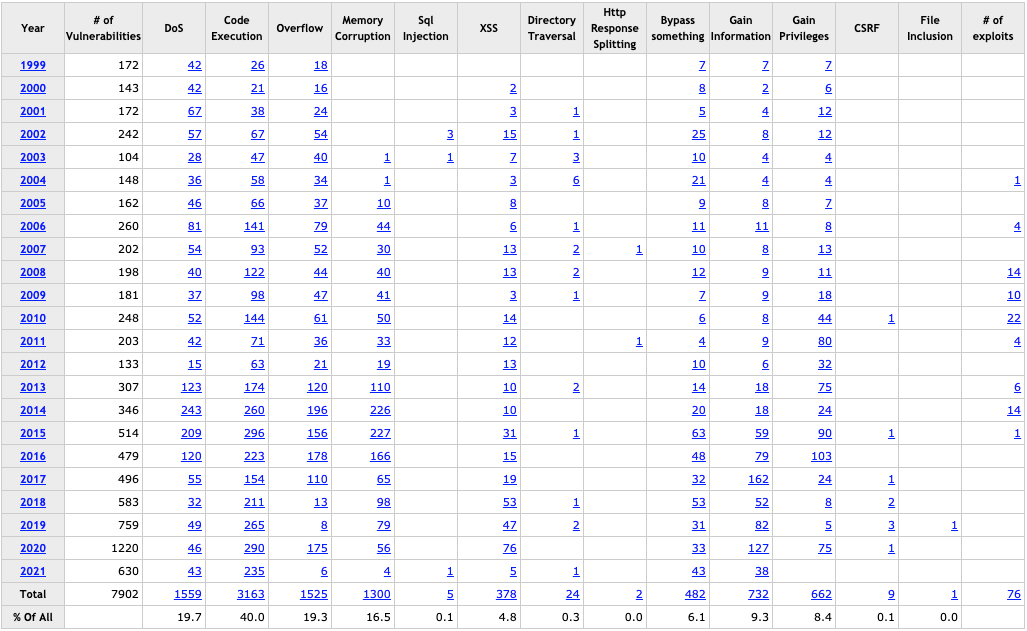 Year # of Vulnerabilities DoS Code Execution Overflow Memory Corruption Sql Injection XSS Directory Traversal Http Response Splitting Bypass something Gain Information Gain Privileges CSRF File Inclusion # of exploits
1999 172 42 26 18 7 7 7
2000 143 42 21 16 2 8 2 6
2001 172 67 38 24 3 1 5 4 12
2002 242 57 67 54 3 15 1 25 8 12
2003 104 28 47 40 1 1 7 3 10 4 4
2004 148 36 58 34 1 3 6 21 4 4 1
2005 162 46 66 37 10 8 9 8 7
2006 260 81 141 79 44 6 1 11 11 8 4
2007 202 54 93 52 30 13 2 1 10 8 13
2008 198 40 122 44 40 13 2 12 9 11 14
2009 181 37 98 47 41 3 1 7 9 18 10
2010 248 52 144 61 50 14 6 8 44 1 22
2011 203 42 71 36 33 12 1 4 9 80 4
2012 133 15 63 21 19 13 10 6 32
2013 307 123 174 120 110 10 2 14 18 75 6
2014 346 243 260 196 226 10 20 18 24 14
2015 514 209 296 156 227 31 1 63 59 90 1 1
2016 479 120 223 178 166 15 48 79 103
2017 496 55 154 110 65 19 32 162 24 1
2018 583 32 211 13 98 53 1 53 52 8 2
2019 759 49 265 8 79 47 2 31 82 5 3 1
2020 1220 46 290 175 56 76 33 127 75 1
2021 630 43 235 6 4 1 5 1 43 38
Total 7902 1559 3163 1525 1300 5 378 24 2 482 732 662 9 1 76
% Of All 19.7 40.0 19.3 16.5 0.1 4.8 0.3 0.0 6.1 9.3 8.4 0.1 0.0